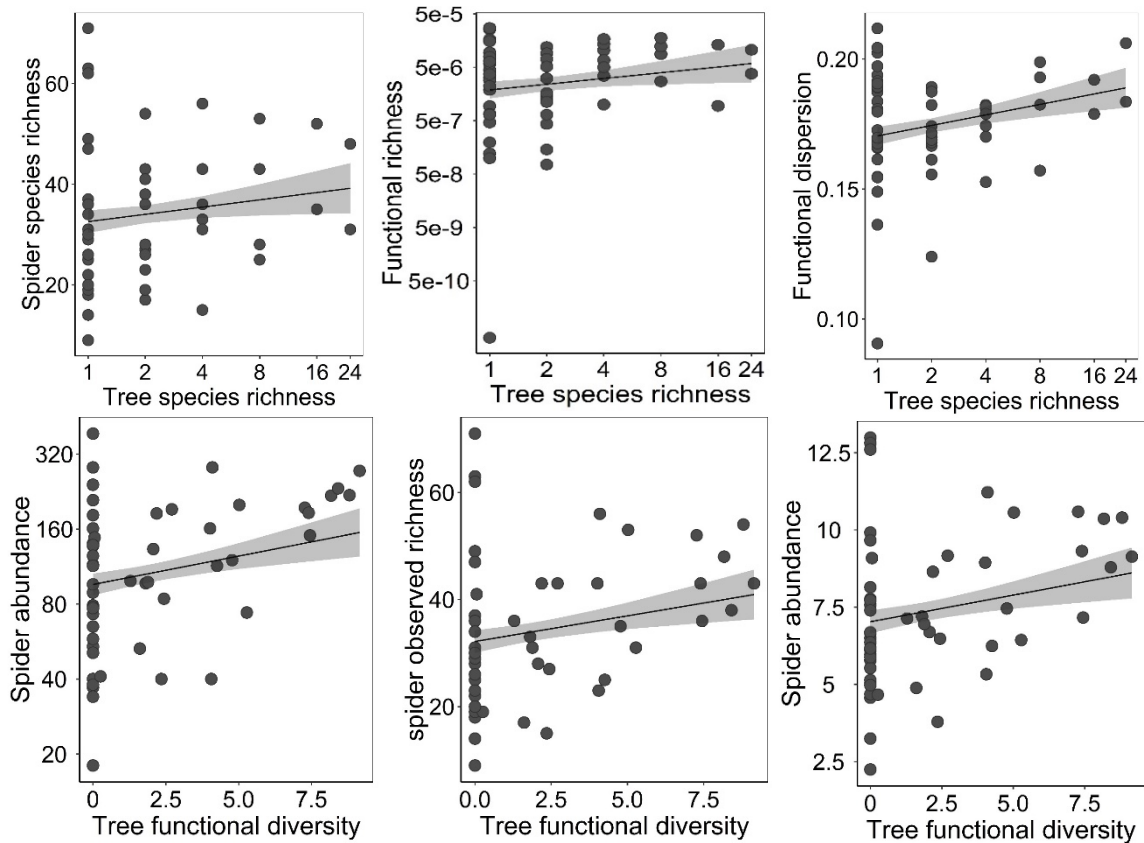 Spider species richness
60
40
20
1 2 4 8 16 24
Tree species richness
Functional richness
5e-5
5e-6
5e-7
5e-8
5e-9
5e-10
1 2 4 8 16 24
Tree species richness
Functional dispersion
0.20
0.15
0.10
1 2 4 8 16 24
Tree species richness
Spider abundance
320
160
80
40
20
0 2.5 5.0 7.5
Tree functional diversity
spider observed richness
60
40
20
0 2.5 5.0 7.5
Tree functional diversity
Spider abundance
12.5
10
7.5
5
2.5
0 2.5 5.0 7.5
Tree functional diversity